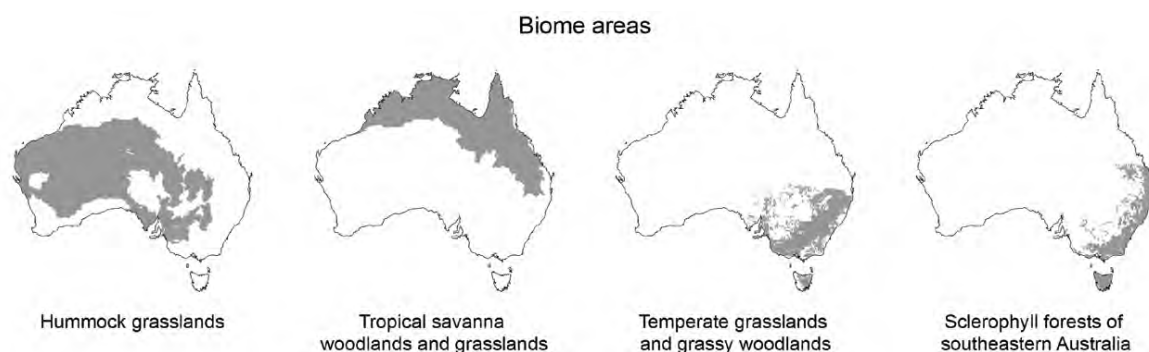 Biome areas
Hummock grasslands
Tropical savanna
woodlands and grasslands
Temperate grasslands
and grassy woodlands
Sclerophyll forests of
southeastern Australia